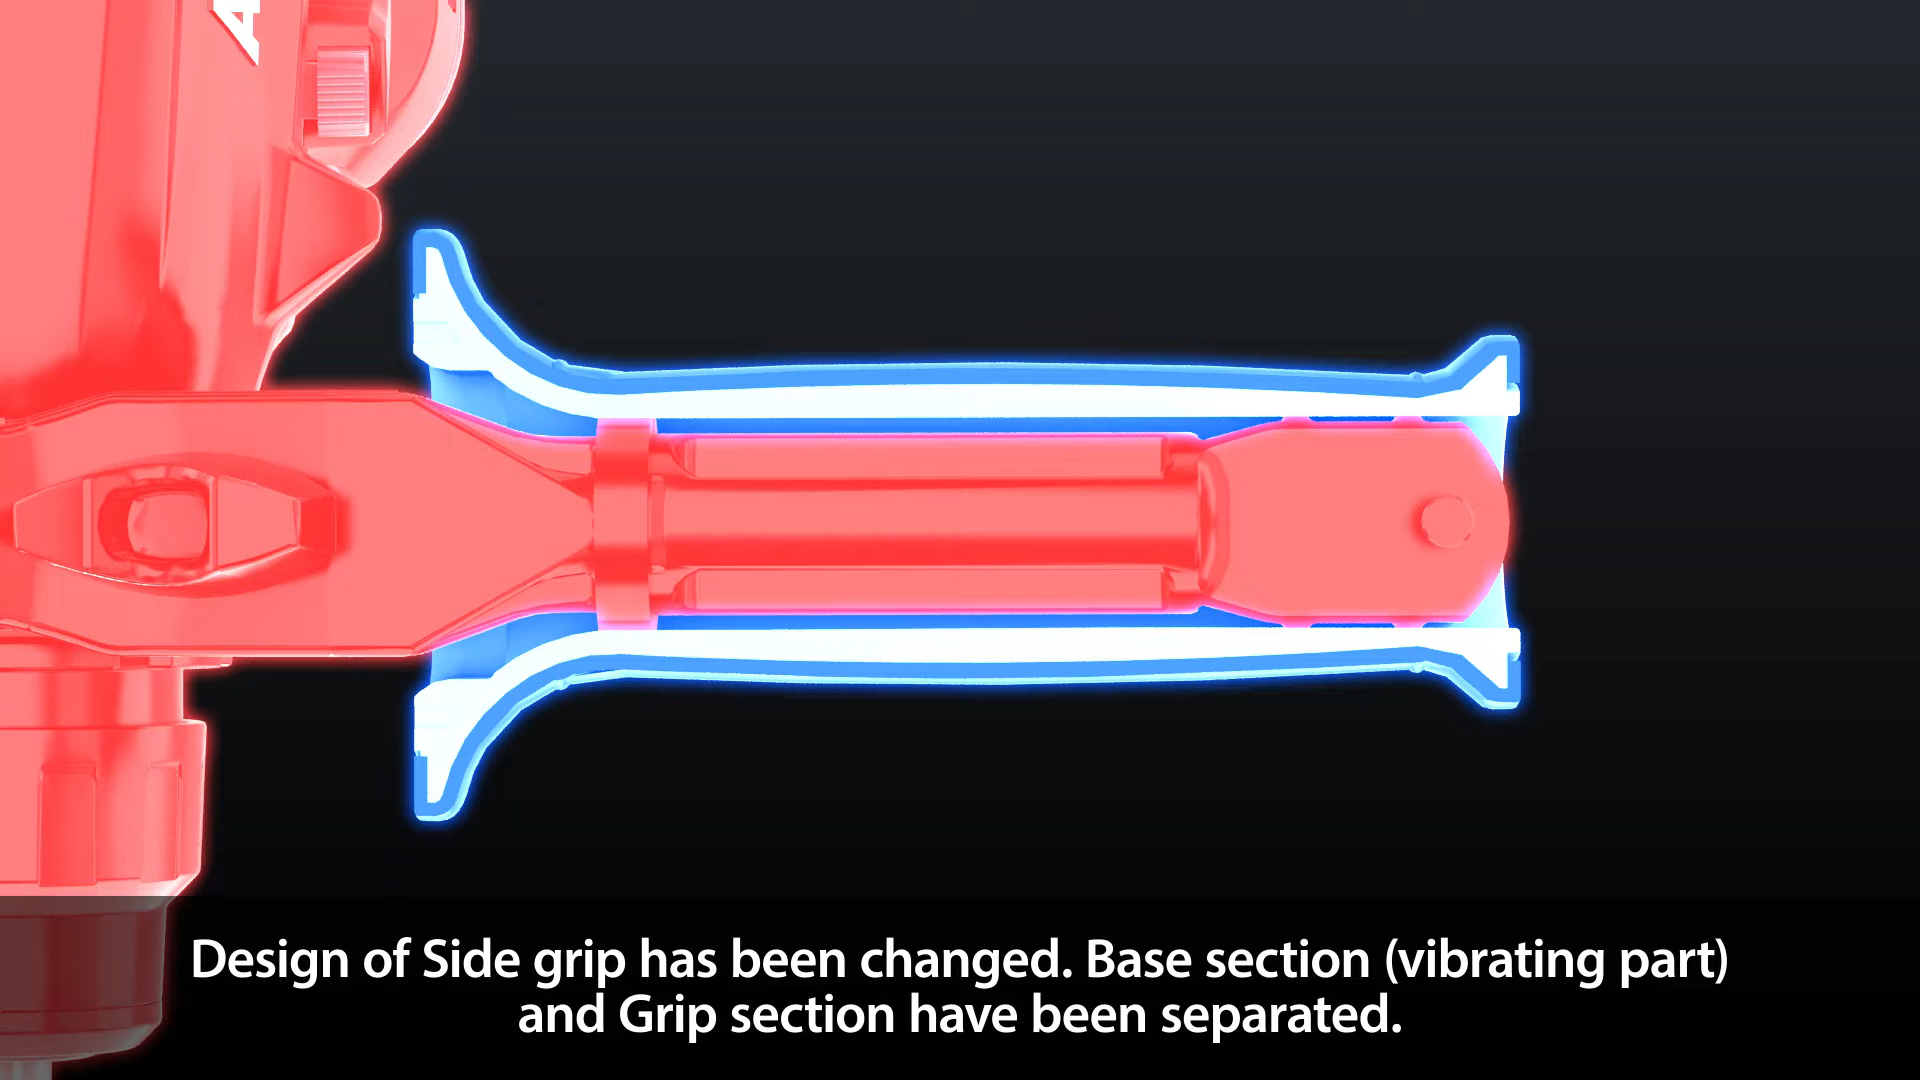 A
Design of Side grip has been changed. Base section (vibrating part)
and Grip section have been separated.